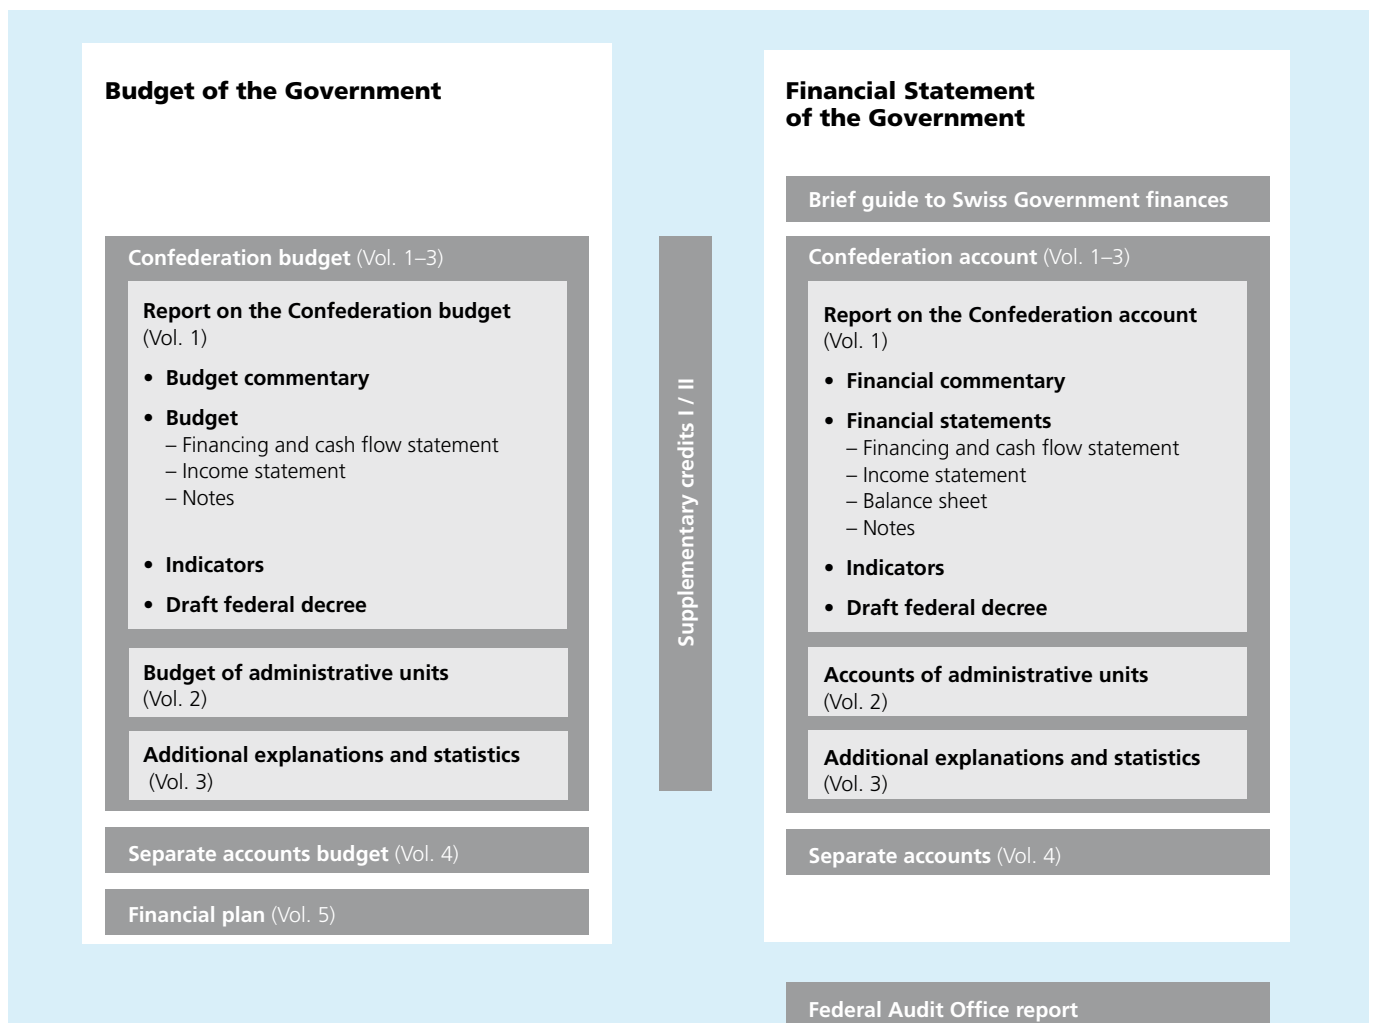 Budget of the Government
Confederation budget (Vol. 1–3)
Report on the Confederation budget
(Vol. 1)
• Budget commentary
• Budget
– Financing and cash flow statement
– Income statement
– Notes
• Indicators
• Draft federal decree
Budget of administrative units
(Vol. 2)
Additional explanations and statistics
(Vol. 3)
Separate accounts budget (Vol. 4)
Financial plan (Vol. 5)
Supplementary credits I / II
Financial Statement
of the Government
Brief guide to Swiss Government finances
Confederation account (Vol. 1–3)
Report on the Confederation account
(Vol. 1)
• Financial commentary
• Financial statements
– Financing and cash flow statement
– Income statement
– Balance sheet
– Notes
• Indicators
• Draft federal decree
Accounts of administrative units
(Vol. 2)
Additional explanations and statistics
(Vol. 3)
Separate accounts (Vol. 4)
Federal Audit Office report